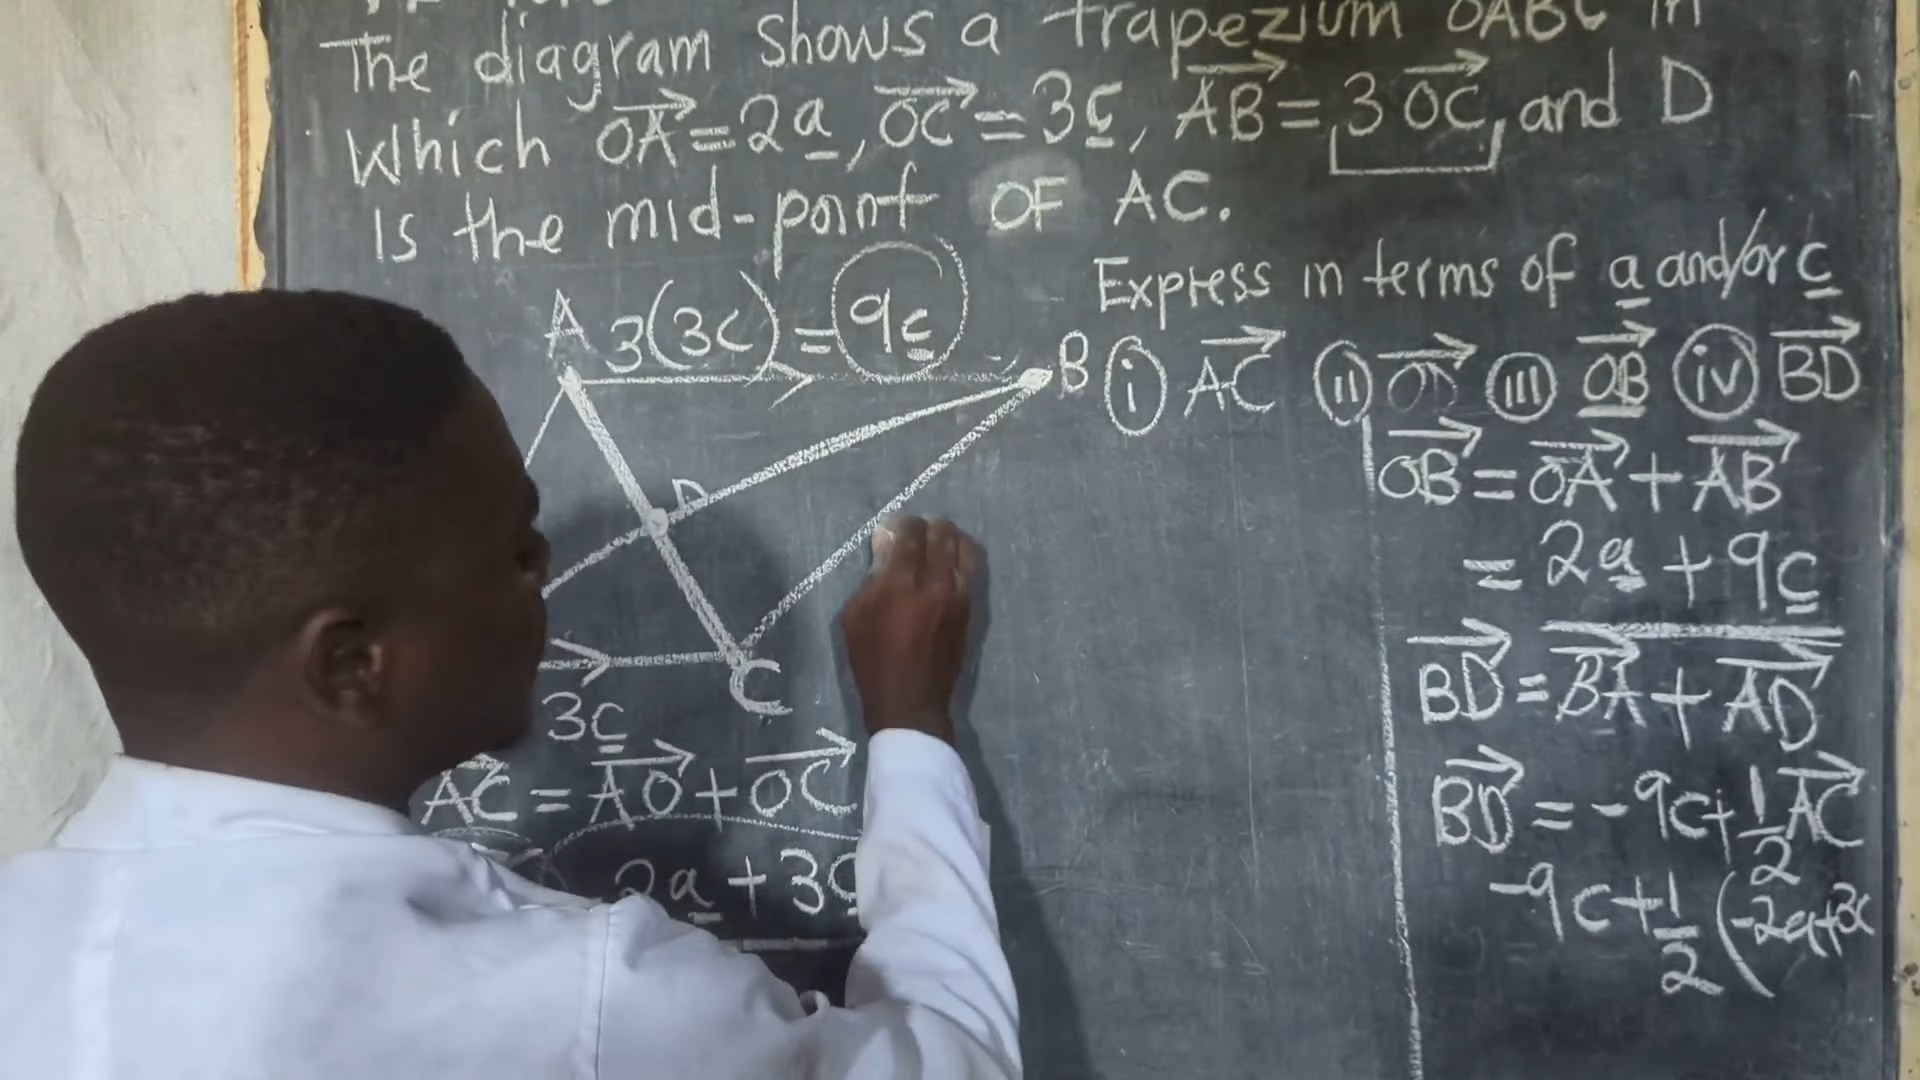 The diagram shows a trapezium OABC in
Which OA = 2a, OC = 3c, AB = 3OC, and D
is the mid-point OF AC.
Express in terms of a and/or c
(i) AC (ii) OD (iii) OB (iv) BD
A 3(3c) = 9c B
D
C
3c
AC = AO + OC
2a + 3c
OB = OA + AB
= 2a + 9c
BD = BA + AD
BD = -9c + 1/2 AC
-9c + 1/2 (-2a+3c